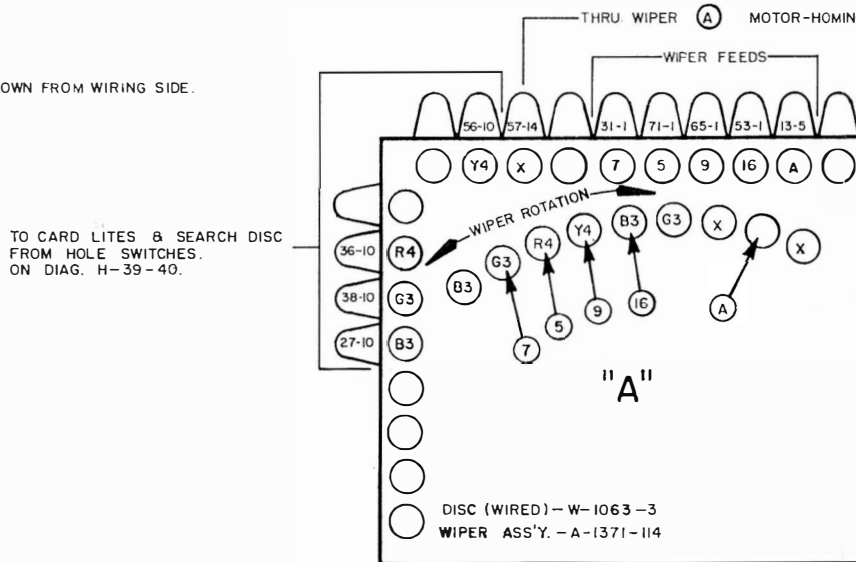 THRU WIPER A MOTOR-HOMIN
OWN FROM WIRING SIDE.
WIPER FEEDS
56-10 57-14 31-1 71-1 65-1 53-1 13-5
Y4 X 7 5 9 16 A
WIPER ROTATION
TO CARD LITES & SEARCH DISC
FROM HOLE SWITCHES.
ON DIAG. H-39-40.
36-10 R4
38-10 G3
27-10 B3
B3 G3 R4 Y4 B3 G3 X X
7 5 9 16 A
"A"
DISC (WIRED)-W-1063-3
WIPER ASS'Y.-A-1371-114